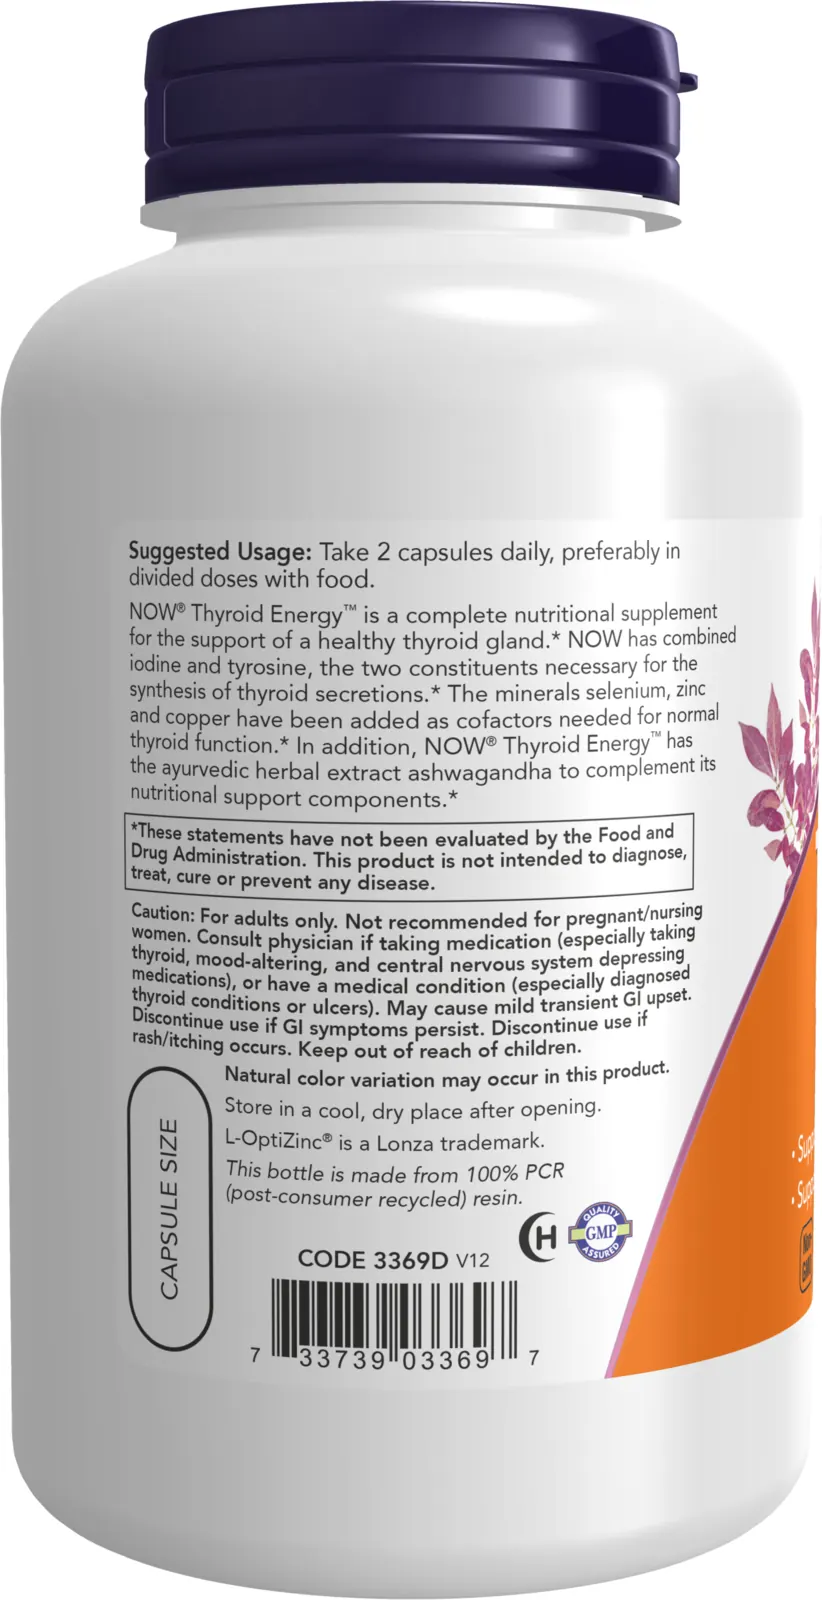 Suggested Usage: Take 2 capsules daily, preferably in
divided doses with food.
NOW® Thyroid Energy™ is a complete nutritional supplement
for the support of a healthy thyroid gland.* NOW has combined
iodine and tyrosine, the two constituents necessary for the
synthesis of thyroid secretions.* The minerals selenium, zinc
and copper have been added as cofactors needed for normal
thyroid function.* In addition, NOW® Thyroid Energy™ has
the ayurvedic herbal extract ashwagandha to complement its
nutritional support components.*
*These statements have not been evaluated by the Food and
Drug Administration. This product is not intended to diagnose,
treat, cure or prevent any disease.
Caution: For adults only. Not recommended for pregnant/nursing
women. Consult physician if taking medication (especially taking
thyroid, mood-altering, and central nervous system depressing
medications), or have a medical condition (especially diagnosed
thyroid conditions or ulcers). May cause mild transient GI upset.
Discontinue use if GI symptoms persist. Discontinue use if
rash/itching occurs. Keep out of reach of children.
Natural color variation may occur in this product.
Store in a cool, dry place after opening.
L-OptiZinc® is a Lonza trademark.
This bottle is made from 100% PCR
(post-consumer recycled) resin.
CAPSULE SIZE
H
QUALITY
GMP
ASSURED
CODE 3369D V12
7 33739 03369 7
Non-
GMO